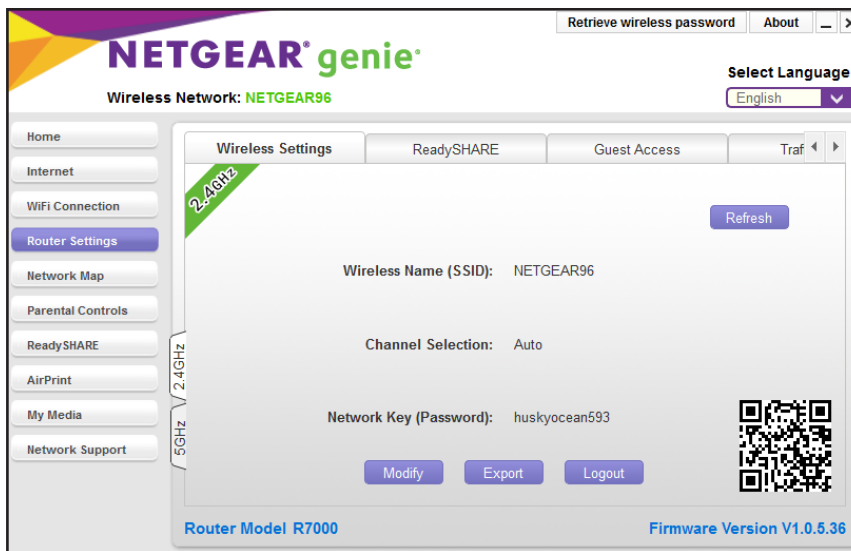 Retrieve wireless password
About
NETGEAR® genie®
Select Language
Wireless Network: NETGEAR96
English
Home
Internet
WiFi Connection
Router Settings
Network Map
Parental Controls
ReadySHARE
AirPrint
My Media
Network Support
Wireless Settings
ReadySHARE
Guest Access
Traf
2.4GHz
Refresh
Wireless Name (SSID): NETGEAR96
Channel Selection: Auto
2.4GHz
Network Key (Password): huskyocean593
5GHz
Modify
Export
Logout
Router Model R7000
Firmware Version V1.0.5.36